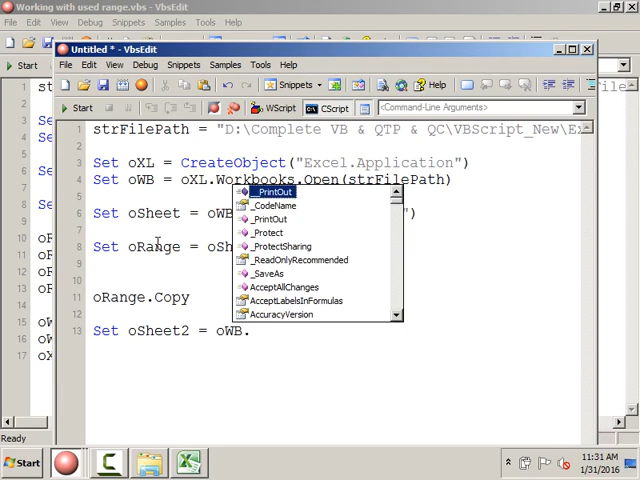 Working with used range.vbs - VbsEdit
File Edit View Debug Snippets Samples Tools Help
Untitled * - VbsEdit
File Edit View Debug Snippets Samples Tools Help
Snippets Help
Start
Start WScript CScript <Command-Line Arguments>
1 strFilePath = "D:\Complete VB & QTP & QC\VBScript_New\Ex
2
3 Set oXL = CreateObject("Excel.Application")
4 Set oWB = oXL.Workbooks.Open(strFilePath)
5
6 Set oSheet = oWB ")
7
8 Set oRange = oSh
9
10
11 oRange.Copy
12
13 Set oSheet2 = oWB.
__PrintOut
_CodeName
_PrintOut
_Protect
_ProtectSharing
_ReadOnlyRecommended
_SaveAs
AcceptAllChanges
AcceptLabelsInFormulas
AccuracyVersion
Ready
Start
11:31 AM
1/31/2016